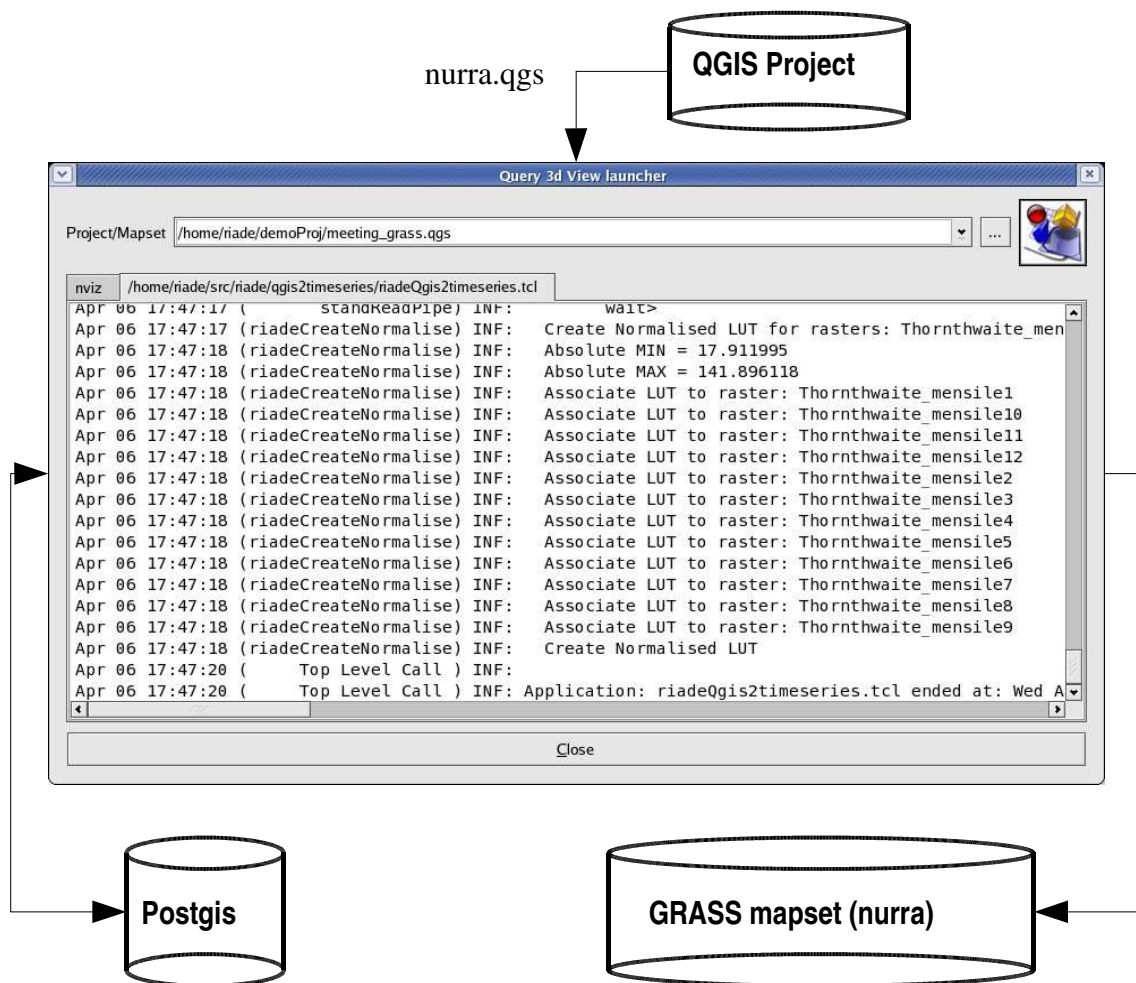 QGIS Project
nurra.qgs
Query 3d View launcher
Project/Mapset /home/riade/demoProj/meeting_grass.qgs ...
nviz /home/riade/src/riade/qgis2timeseries/riadeQgis2timeseries.tcl
Apr 06 17:47:17 ( standReadPipe) INF: wait>
Apr 06 17:47:17 (riadeCreateNormalise) INF: Create Normalised LUT for rasters: Thornthwaite_men
Apr 06 17:47:18 (riadeCreateNormalise) INF: Absolute MIN = 17.911995
Apr 06 17:47:18 (riadeCreateNormalise) INF: Absolute MAX = 141.896118
Apr 06 17:47:18 (riadeCreateNormalise) INF: Associate LUT to raster: Thornthwaite_mensile1
Apr 06 17:47:18 (riadeCreateNormalise) INF: Associate LUT to raster: Thornthwaite_mensile10
Apr 06 17:47:18 (riadeCreateNormalise) INF: Associate LUT to raster: Thornthwaite_mensile11
Apr 06 17:47:18 (riadeCreateNormalise) INF: Associate LUT to raster: Thornthwaite_mensile12
Apr 06 17:47:18 (riadeCreateNormalise) INF: Associate LUT to raster: Thornthwaite_mensile2
Apr 06 17:47:18 (riadeCreateNormalise) INF: Associate LUT to raster: Thornthwaite_mensile3
Apr 06 17:47:18 (riadeCreateNormalise) INF: Associate LUT to raster: Thornthwaite_mensile4
Apr 06 17:47:18 (riadeCreateNormalise) INF: Associate LUT to raster: Thornthwaite_mensile5
Apr 06 17:47:18 (riadeCreateNormalise) INF: Associate LUT to raster: Thornthwaite_mensile6
Apr 06 17:47:18 (riadeCreateNormalise) INF: Associate LUT to raster: Thornthwaite_mensile7
Apr 06 17:47:18 (riadeCreateNormalise) INF: Associate LUT to raster: Thornthwaite_mensile8
Apr 06 17:47:18 (riadeCreateNormalise) INF: Associate LUT to raster: Thornthwaite_mensile9
Apr 06 17:47:18 (riadeCreateNormalise) INF: Create Normalised LUT
Apr 06 17:47:20 ( Top Level Call ) INF:
Apr 06 17:47:20 ( Top Level Call ) INF: Application: riadeQgis2timeseries.tcl ended at: Wed A
Close
Postgis
GRASS mapset (nurra)